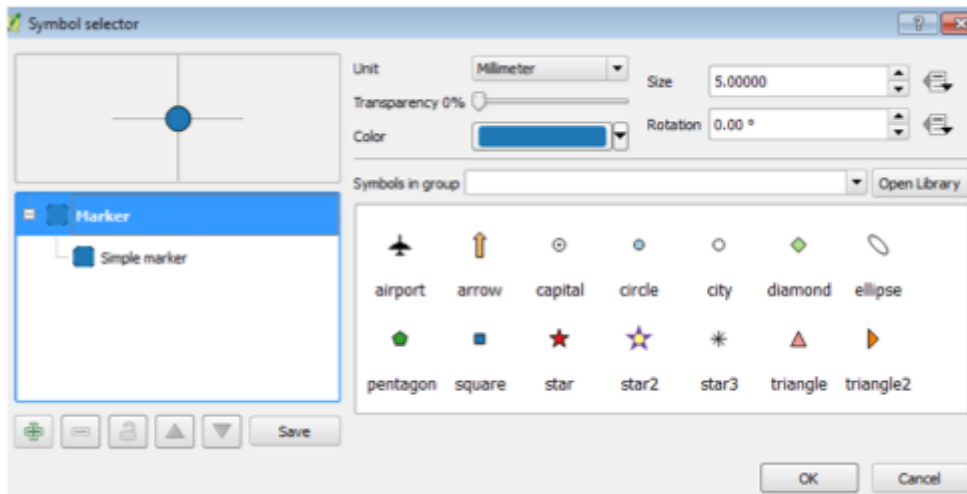 Symbol selector
Unit Millimeter
Size 5.00000
Transparency 0%
Color
Rotation 0.00 °
Symbols in group
Open Library
Marker
Simple marker
airport arrow capital circle city diamond ellipse
pentagon square star star2 star3 triangle triangle2
Save
OK Cancel